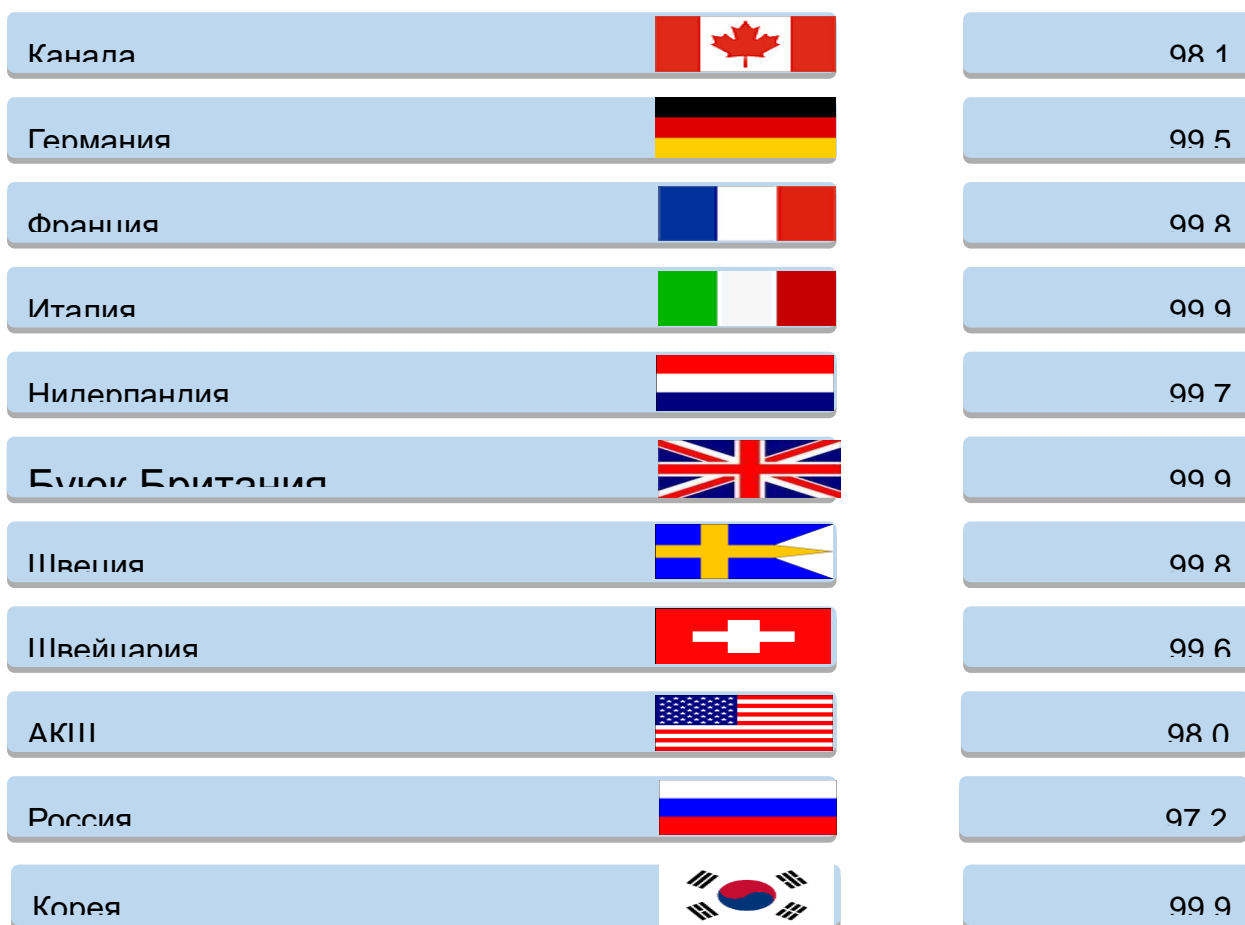 Канада 98.1
Германия 99.5
Франция 99.8
Италия 99.9
Нидерландия 99.7
Буюк Британия 99.9
Швеция 99.8
Швейцария 99.6
АКШ 98.0
Россия 97.2
Корея 99.9